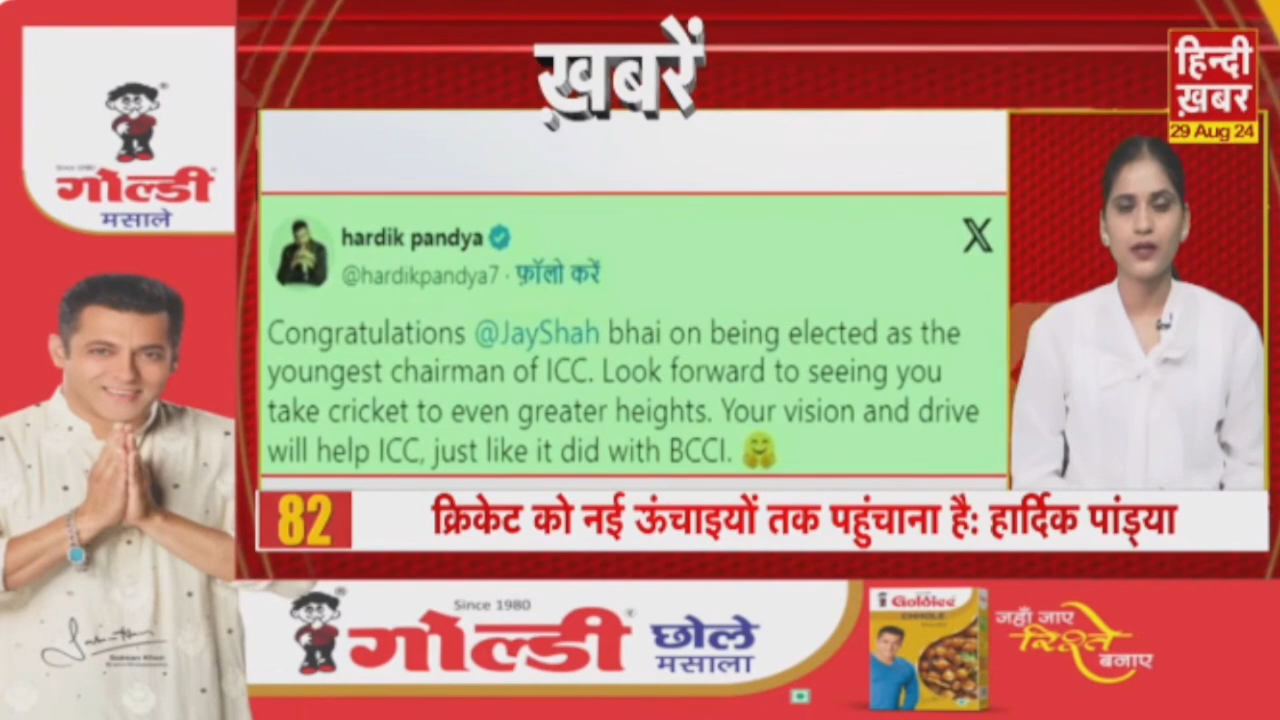 ख़बरें
हिन्दी
ख़बर
29 Aug 24
Since 1980
गोल्डी
मसाले
hardik pandya
@hardikpandya7 · फ़ॉलो करें
Congratulations @JayShah bhai on being elected as the
youngest chairman of ICC. Look forward to seeing you
take cricket to even greater heights. Your vision and drive
will help ICC, just like it did with BCCI. 🤗
82 क्रिकेट को नई ऊंचाइयों तक पहुंचाना है: हार्दिक पांड्या
Salman Khan
Since 1980
गोल्डी छोले
मसाला
Goldiee
CHHOLE
जहाँ जाए
रिश्ते
बनाए